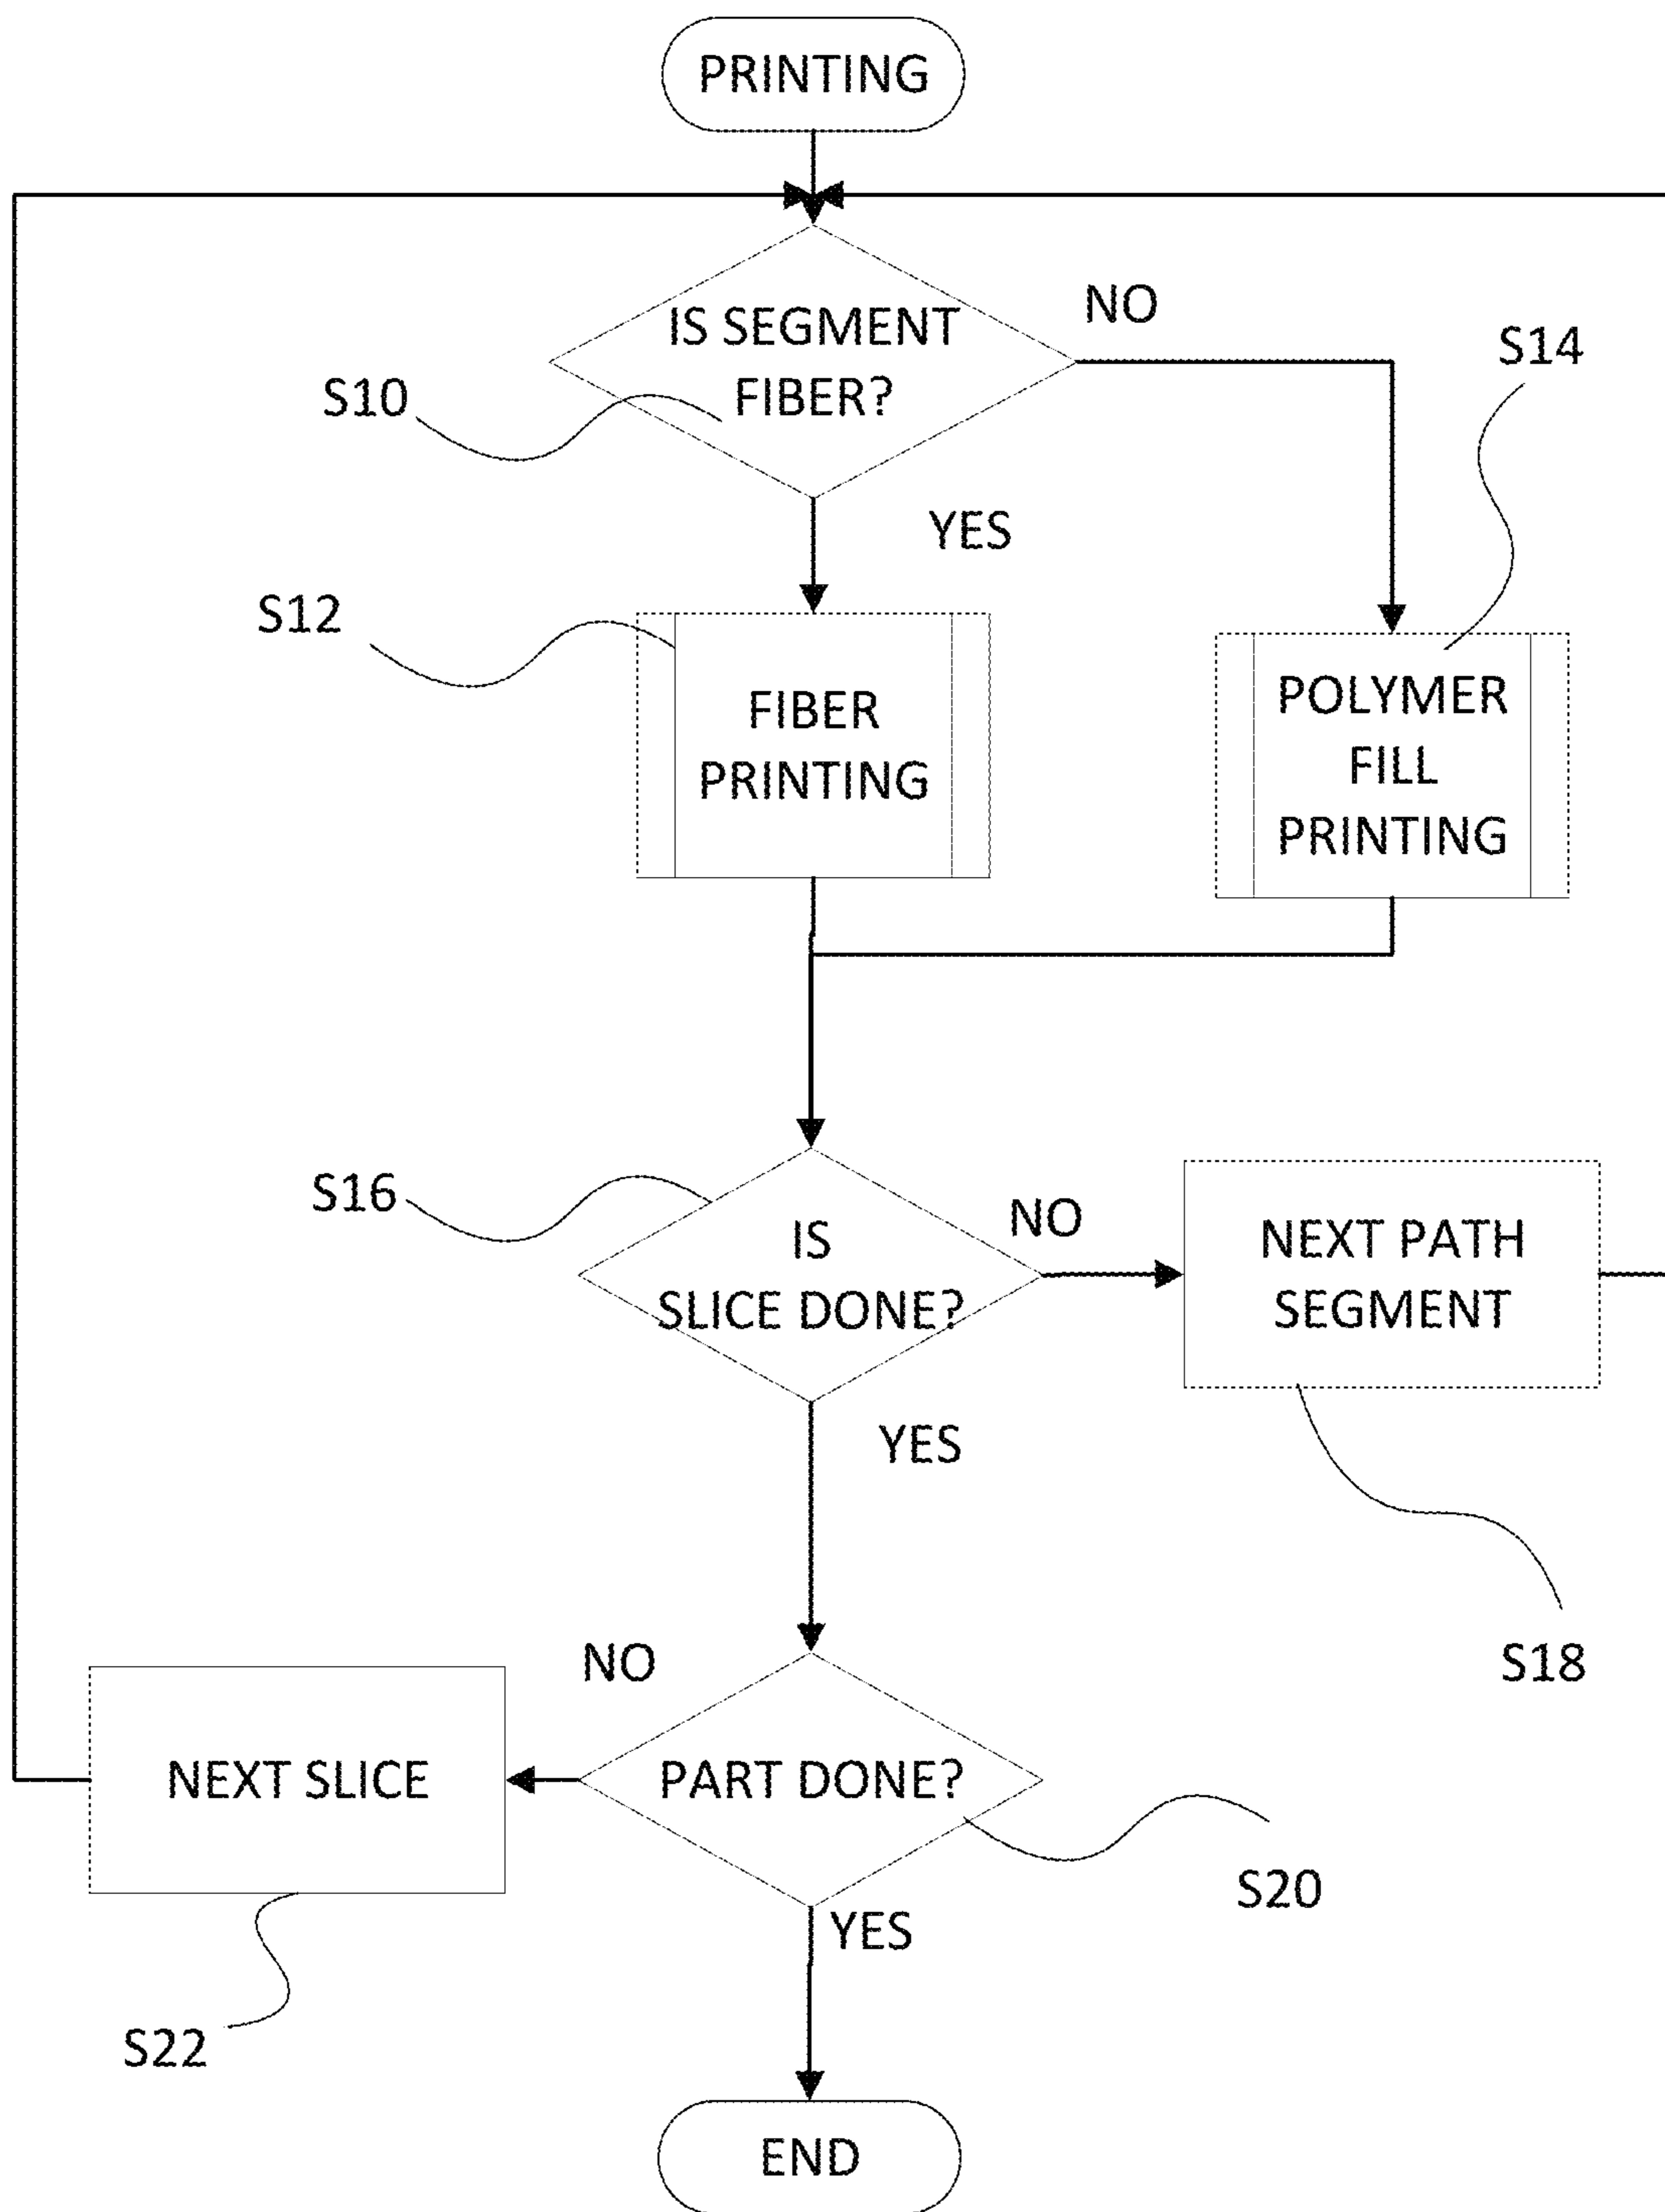 PRINTING
IS SEGMENT
FIBER?
NO
S10
S14
YES
S12
FIBER
PRINTING
POLYMER
FILL
PRINTING
S16
IS
SLICE DONE?
NO
NEXT PATH
SEGMENT
YES
S18
NO
NEXT SLICE
PART DONE?
S20
YES
S22
END